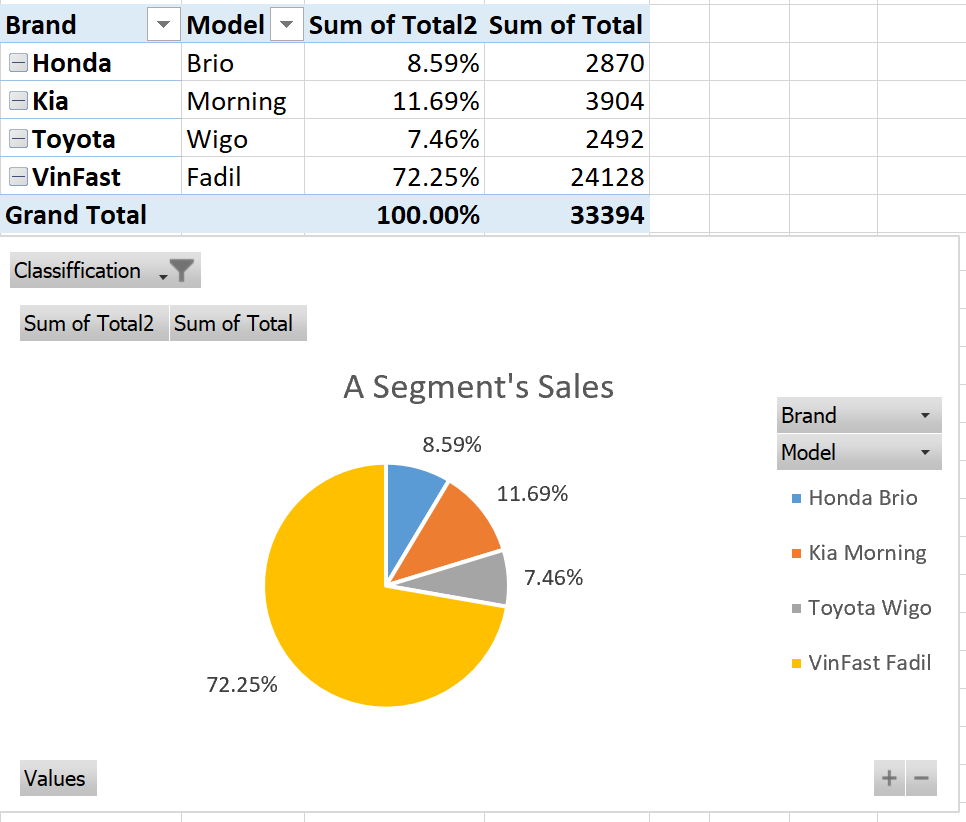 Brand Model Sum of Total2 Sum of Total
Honda Brio 8.59% 2870
Kia Morning 11.69% 3904
Toyota Wigo 7.46% 2492
VinFast Fadil 72.25% 24128
Grand Total 100.00% 33394
Classiffication
Sum of Total2 Sum of Total
A Segment's Sales
8.59%
11.69%
7.46%
72.25%
Brand
Model
Honda Brio
Kia Morning
Toyota Wigo
VinFast Fadil
Values
+ −